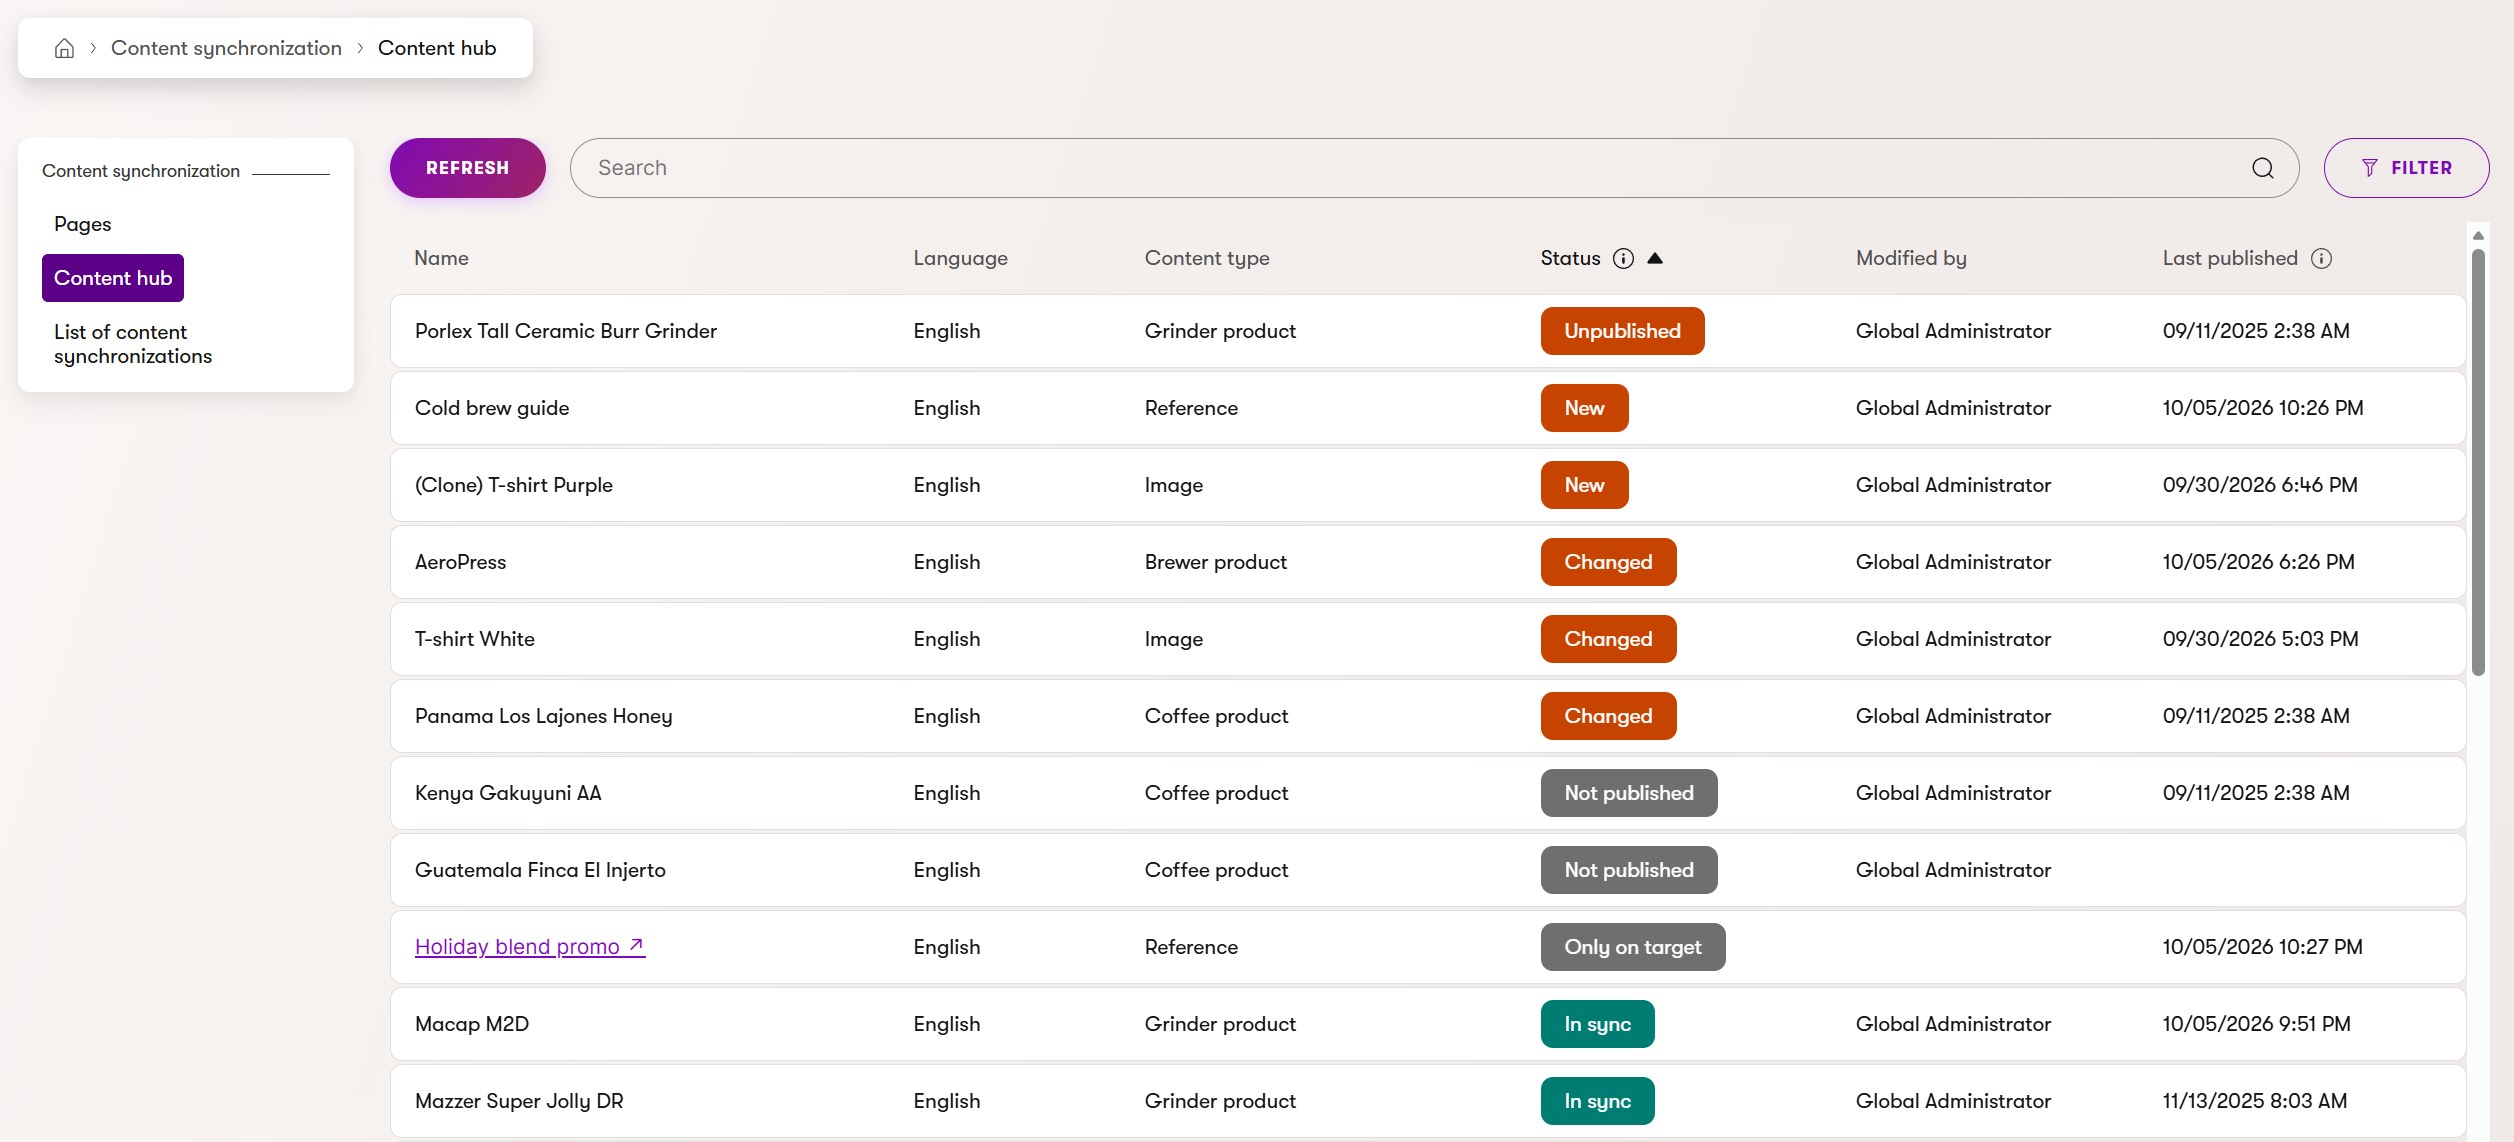 Content synchronization Content hub
Content synchronization
Pages
Content hub
List of content
synchronizations
REFRESH Search FILTER
Name Language Content type Status Modified by Last published
Porlex Tall Ceramic Burr Grinder English Grinder product Unpublished Global Administrator 09/11/2025 2:38 AM
Cold brew guide English Reference New Global Administrator 10/05/2026 10:26 PM
(Clone) T-shirt Purple English Image New Global Administrator 09/30/2026 6:46 PM
AeroPress English Brewer product Changed Global Administrator 10/05/2026 6:26 PM
T-shirt White English Image Changed Global Administrator 09/30/2026 5:03 PM
Panama Los Lajones Honey English Coffee product Changed Global Administrator 09/11/2025 2:38 AM
Kenya Gakuyuni AA English Coffee product Not published Global Administrator 09/11/2025 2:38 AM
Guatemala Finca El Injerto English Coffee product Not published Global Administrator
Holiday blend promo English Reference Only on target 10/05/2026 10:27 PM
Macap M2D English Grinder product In sync Global Administrator 10/05/2026 9:51 PM
Mazzer Super Jolly DR English Grinder product In sync Global Administrator 11/13/2025 8:03 AM